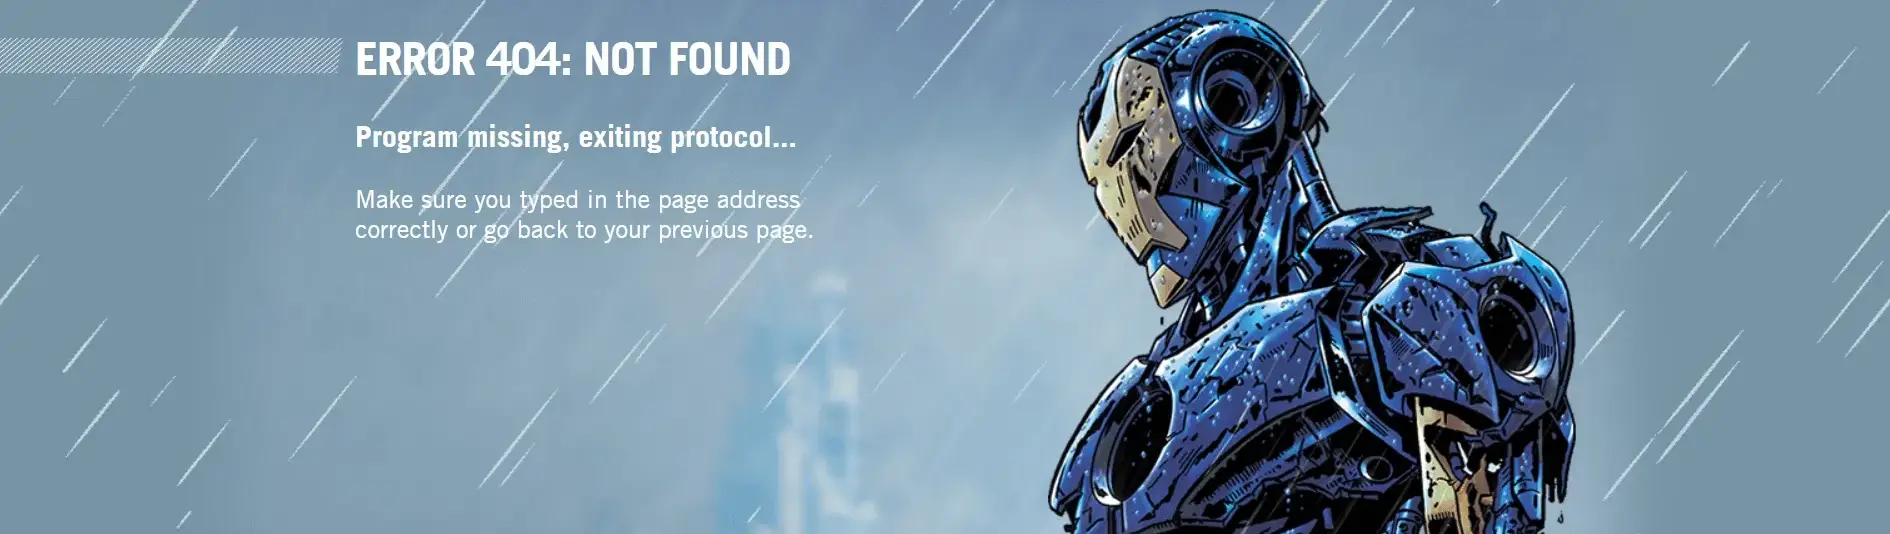 ERROR 404: NOT FOUND
Program missing, exiting protocol...
Make sure you typed in the page address
correctly or go back to your previous page.